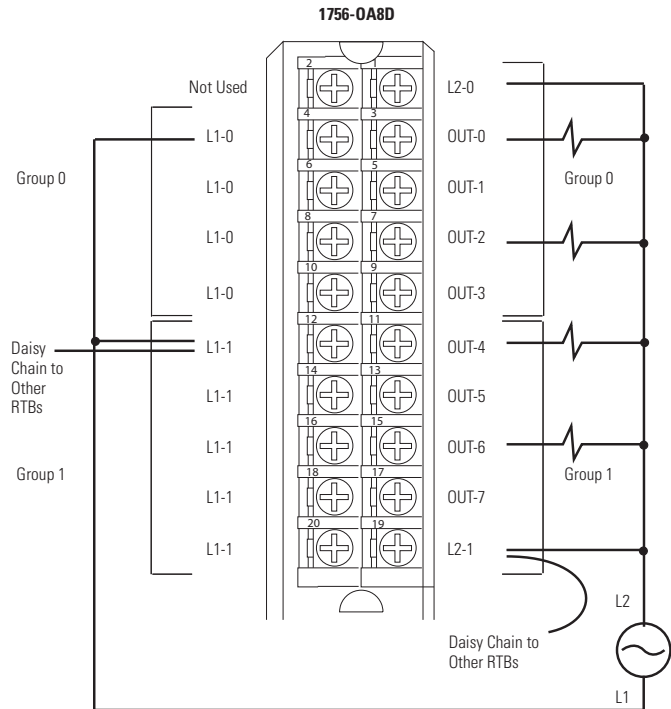 1756-OA8D
2 1
Not Used L2-0
4 3
L1-0 OUT-0
6 5
Group 0 L1-0 OUT-1 Group 0
8 7
L1-0 OUT-2
10 9
L1-0 OUT-3
12 11
L1-1 OUT-4
Daisy
Chain to
Other
RTBs
14 13
L1-1 OUT-5
16 15
L1-1 OUT-6
Group 1 Group 1
18 17
L1-1 OUT-7
20 19
L1-1 L2-1
L2
Daisy Chain to
Other RTBs
L1